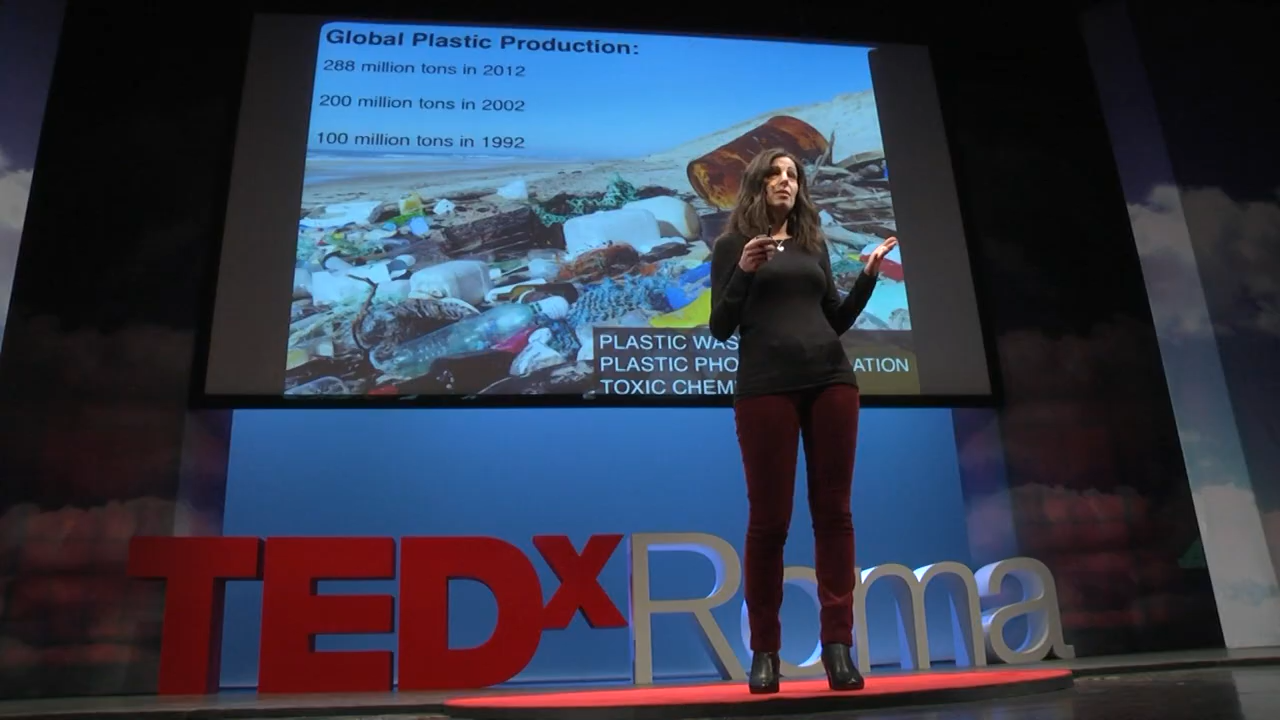 Global Plastic Production:
288 million tons in 2012
200 million tons in 2002
100 million tons in 1992
PLASTIC
PLASTIC
TOXIC
TEDxRoma